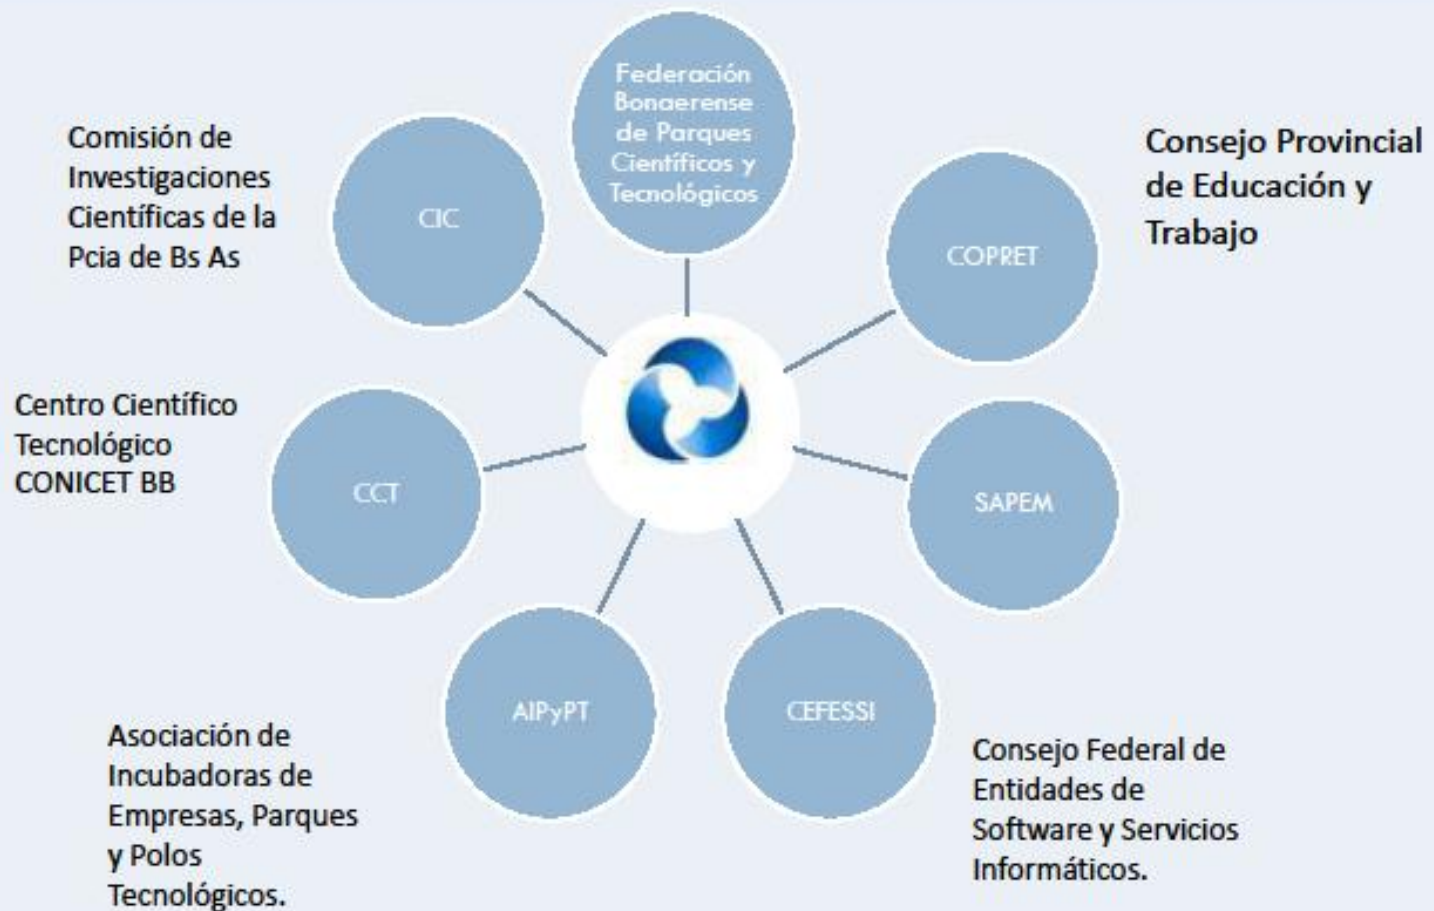 Federación
Bonaerense
de Parques
Científicos y
Tecnológicos
Comisión de
Investigaciones
Científicas de la
Pcia de Bs As
CIC
COPRET
Consejo Provincial
de Educación y
Trabajo
Centro Científico
Tecnológico
CONICET BB
CCT
SAPEM
AIPyPT
CEFESSI
Asociación de
Incubadoras de
Empresas, Parques
y Polos
Tecnológicos.
Consejo Federal de
Entidades de
Software y Servicios
Informáticos.